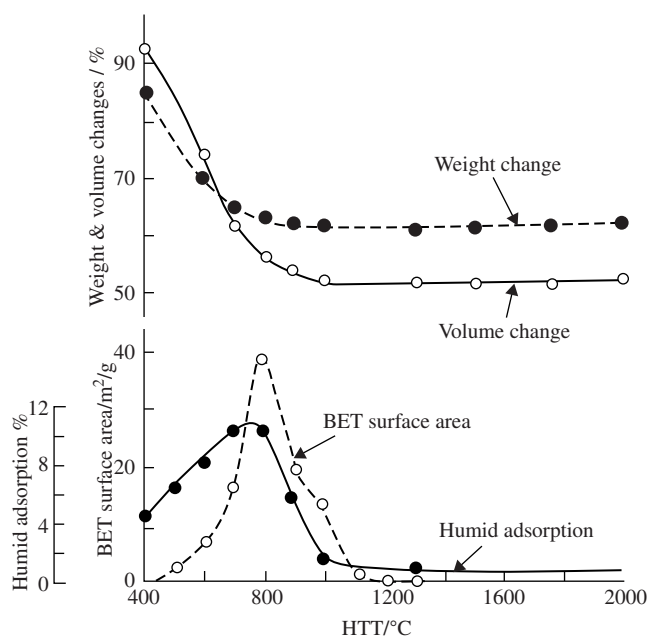 Weight & volume changes / %
90
70
50
Weight change
Volume change
Humid adsorption %
12
8
4
0
BET surface area/m²/g
40
20
0
BET surface area
Humid adsorption
400
800
1200
1600
2000
HTT/°C